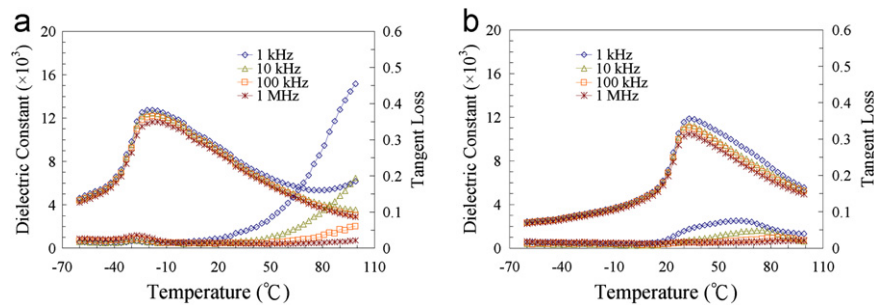 a
20
16
12
8
4
0
Dielectric Constant (×10³)
0.6
0.5
0.4
0.3
0.2
0.1
0
Tangent Loss
1 kHz
10 kHz
100 kHz
1 MHz
-70 -40 -10 20 50 80 110
Temperature (℃)
b
20
16
12
8
4
0
Dielectric Constant (×10³)
0.6
0.5
0.4
0.3
0.2
0.1
0
Tangent Loss
1 kHz
10 kHz
100 kHz
1 MHz
-70 -40 -10 20 50 80 110
Temperature (℃)